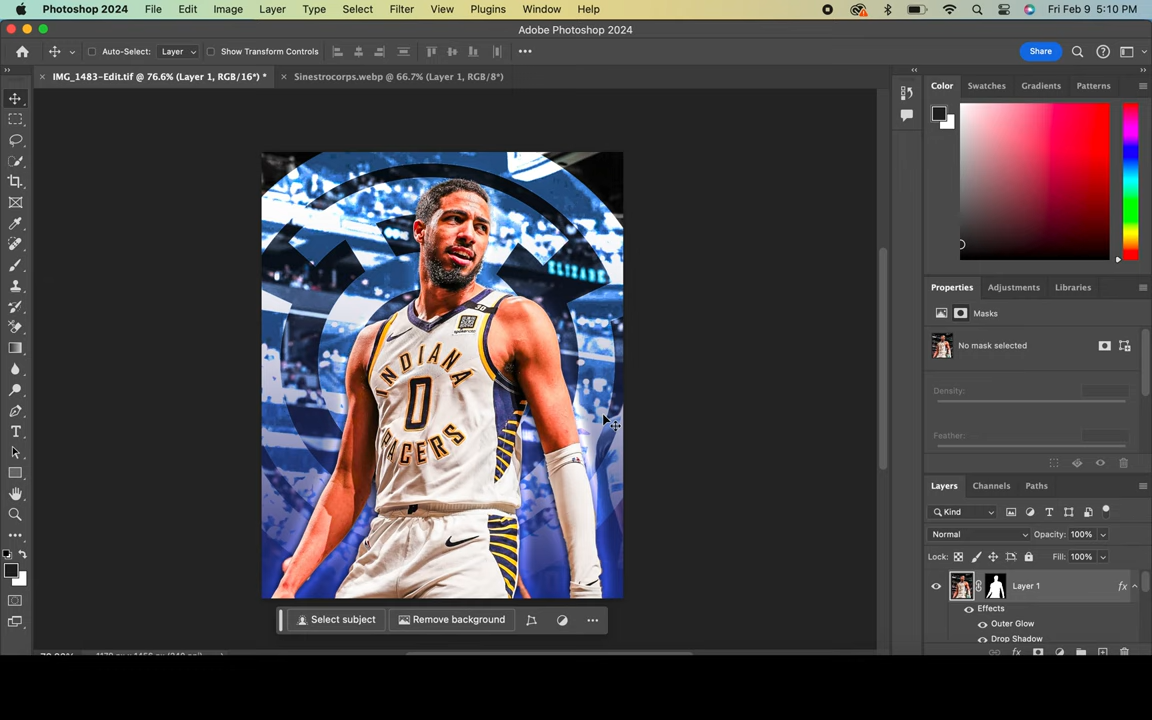 Photoshop 2024 File Edit Image Layer Type Select Filter View Plugins Window Help Fri Feb 9 5:10 PM
Adobe Photoshop 2024
Auto-Select: Layer Show Transform Controls Share
IMG_1483-Edit.tif @ 76.6% (Layer 1, RGB/16*) * Sinestrocorps.webp @ 66.7% (Layer 1, RGB/8*)
Color Swatches Gradients Patterns
ELIZABE
INDIANA
0
PACERS
Properties Adjustments Libraries
Masks
No mask selected
Density:
Feather:
Layers Channels Paths
Kind
Normal Opacity: 100%
Lock: Fill: 100%
Layer 1 fx
Effects
Outer Glow
Drop Shadow
Select subject Remove background